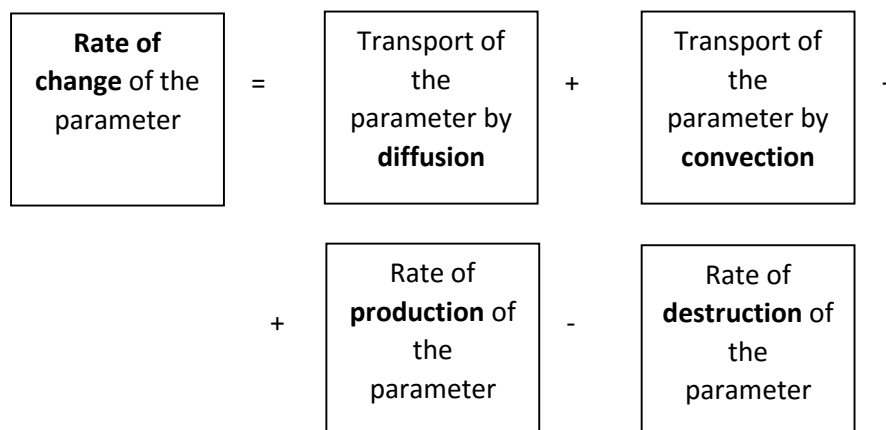 Rate of
change of the
parameter
=
Transport of
the
parameter by
diffusion
+
Transport of
the
parameter by
convection
+
Rate of
production of
the
parameter
-
Rate of
destruction of
the
parameter